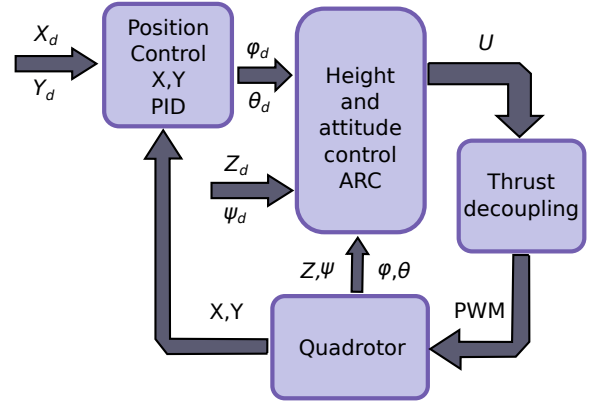 X_d
Y_d
Position
Control
X,Y
PID
φ_d
θ_d
Height
and
attitude
control
ARC
U
Z_d
ψ_d
Thrust
decoupling
Z,ψ
φ,θ
X,Y
PWM
Quadrotor